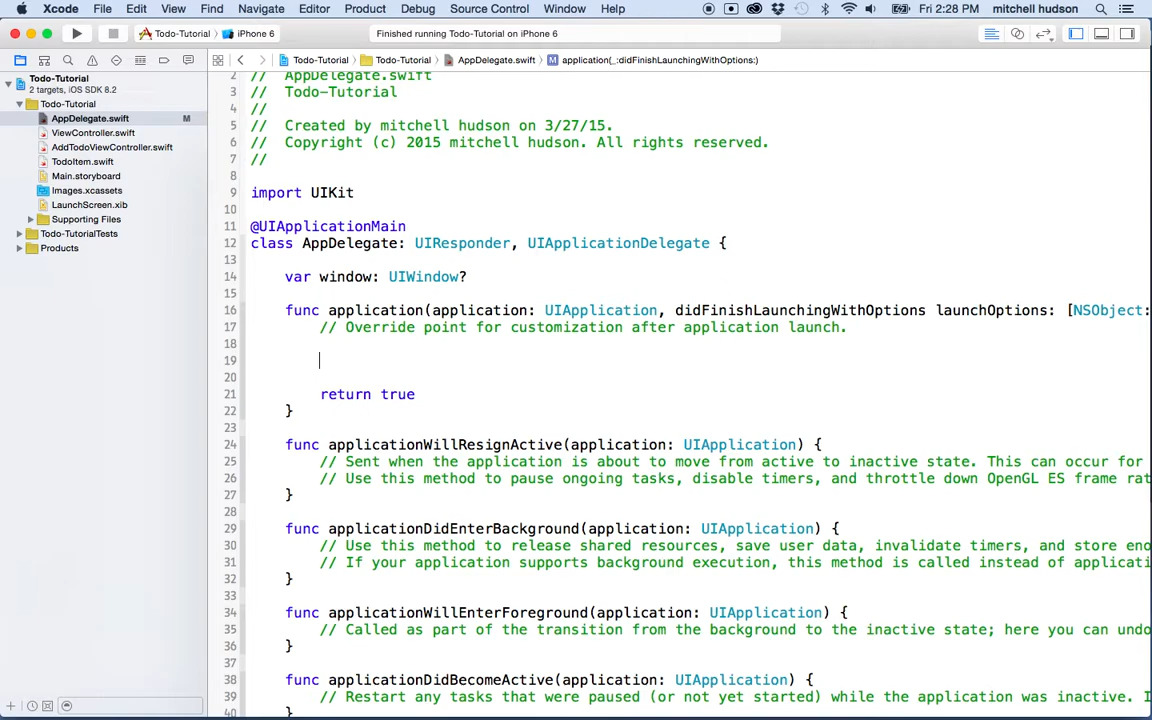 Xcode File Edit View Find Navigate Editor Product Debug Source Control Window Help Fri 2:28 PM mitchell hudson
Todo-Tutorial iPhone 6 Finished running Todo-Tutorial on iPhone 6
Todo-Tutorial Todo-Tutorial AppDelegate.swift M application(_:didFinishLaunchingWithOptions:)
Todo-Tutorial
2 targets, iOS SDK 8.2
Todo-Tutorial
AppDelegate.swift M
ViewController.swift
AddTodoViewController.swift
TodoItem.swift
Main.storyboard
Images.xcassets
LaunchScreen.xib
Supporting Files
Todo-TutorialTests
Products
2 // AppDelegate.swift
3 // Todo-Tutorial
4 //
5 // Created by mitchell hudson on 3/27/15.
6 // Copyright (c) 2015 mitchell hudson. All rights reserved.
7 //
8
9 import UIKit
10
11 @UIApplicationMain
12 class AppDelegate: UIResponder, UIApplicationDelegate {
13
14 var window: UIWindow?
15
16 func application(application: UIApplication, didFinishLaunchingWithOptions launchOptions: [NSObject:
17 // Override point for customization after application launch.
18
19
20
21 return true
22 }
23
24 func applicationWillResignActive(application: UIApplication) {
25 // Sent when the application is about to move from active to inactive state. This can occur for
26 // Use this method to pause ongoing tasks, disable timers, and throttle down OpenGL ES frame rat
27 }
28
29 func applicationDidEnterBackground(application: UIApplication) {
30 // Use this method to release shared resources, save user data, invalidate timers, and store eno
31 // If your application supports background execution, this method is called instead of applicati
32 }
33
34 func applicationWillEnterForeground(application: UIApplication) {
35 // Called as part of the transition from the background to the inactive state; here you can undo
36 }
37
38 func applicationDidBecomeActive(application: UIApplication) {
39 // Restart any tasks that were paused (or not yet started) while the application was inactive. I
40 }